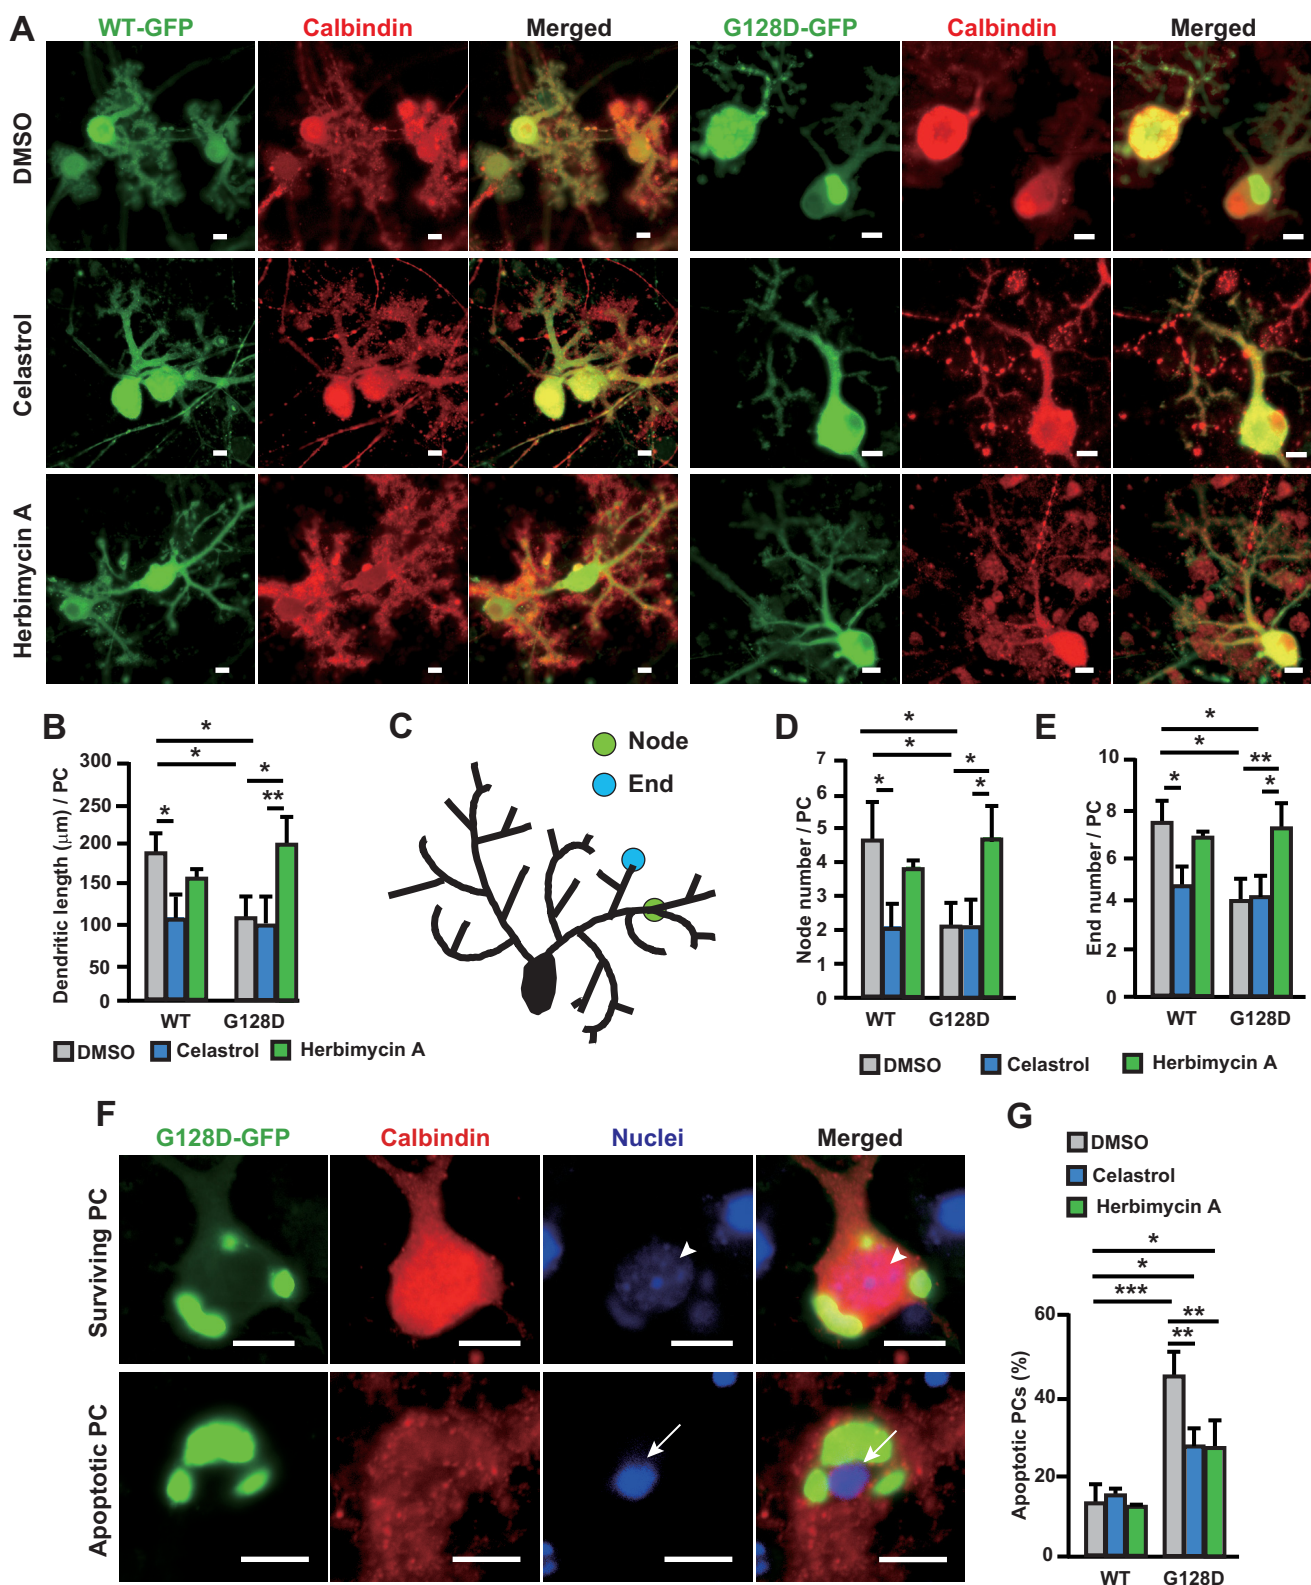 A
WT-GFP Calbindin Merged G128D-GFP Calbindin Merged
DMSO
Celastrol
Herbimycin A
B
Dendritic length (μm) / PC
300
250
200
150
100
50
0
*
*
*
*
**
WT G128D
DMSO Celastrol Herbimycin A
C
Node
End
D
Node number / PC
7
6
5
4
3
2
1
0
*
*
*
*
*
WT G128D
E
End number / PC
10
8
6
4
2
0
*
*
**
*
*
WT G128D
DMSO Celastrol Herbimycin A
F
G128D-GFP Calbindin Nuclei Merged
Surviving PC
Apoptotic PC
G
DMSO
Celastrol
Herbimycin A
*
*
***
**
**
Apoptotic PCs (%)
60
40
20
0
WT G128D